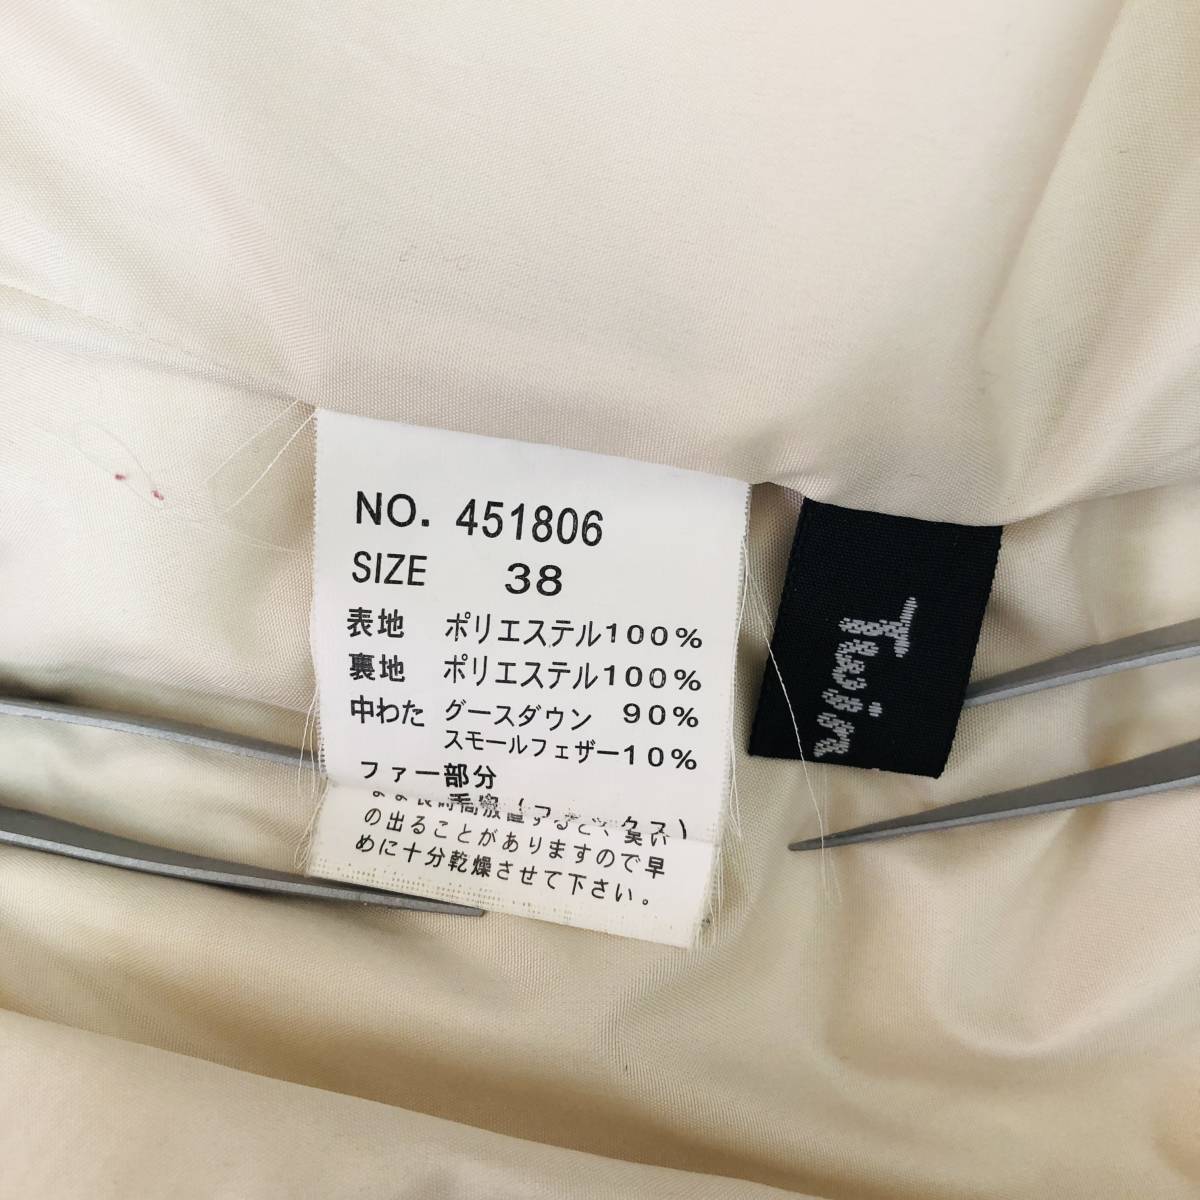 NO. 451806
SIZE 38
表地 ポリエステル100%
裏地 ポリエステル100%
中わた グースダウン 90%
スモールフェザー10%
ファー部分
の出ることがありますので早
めに十分乾燥させて下さい。
Twin